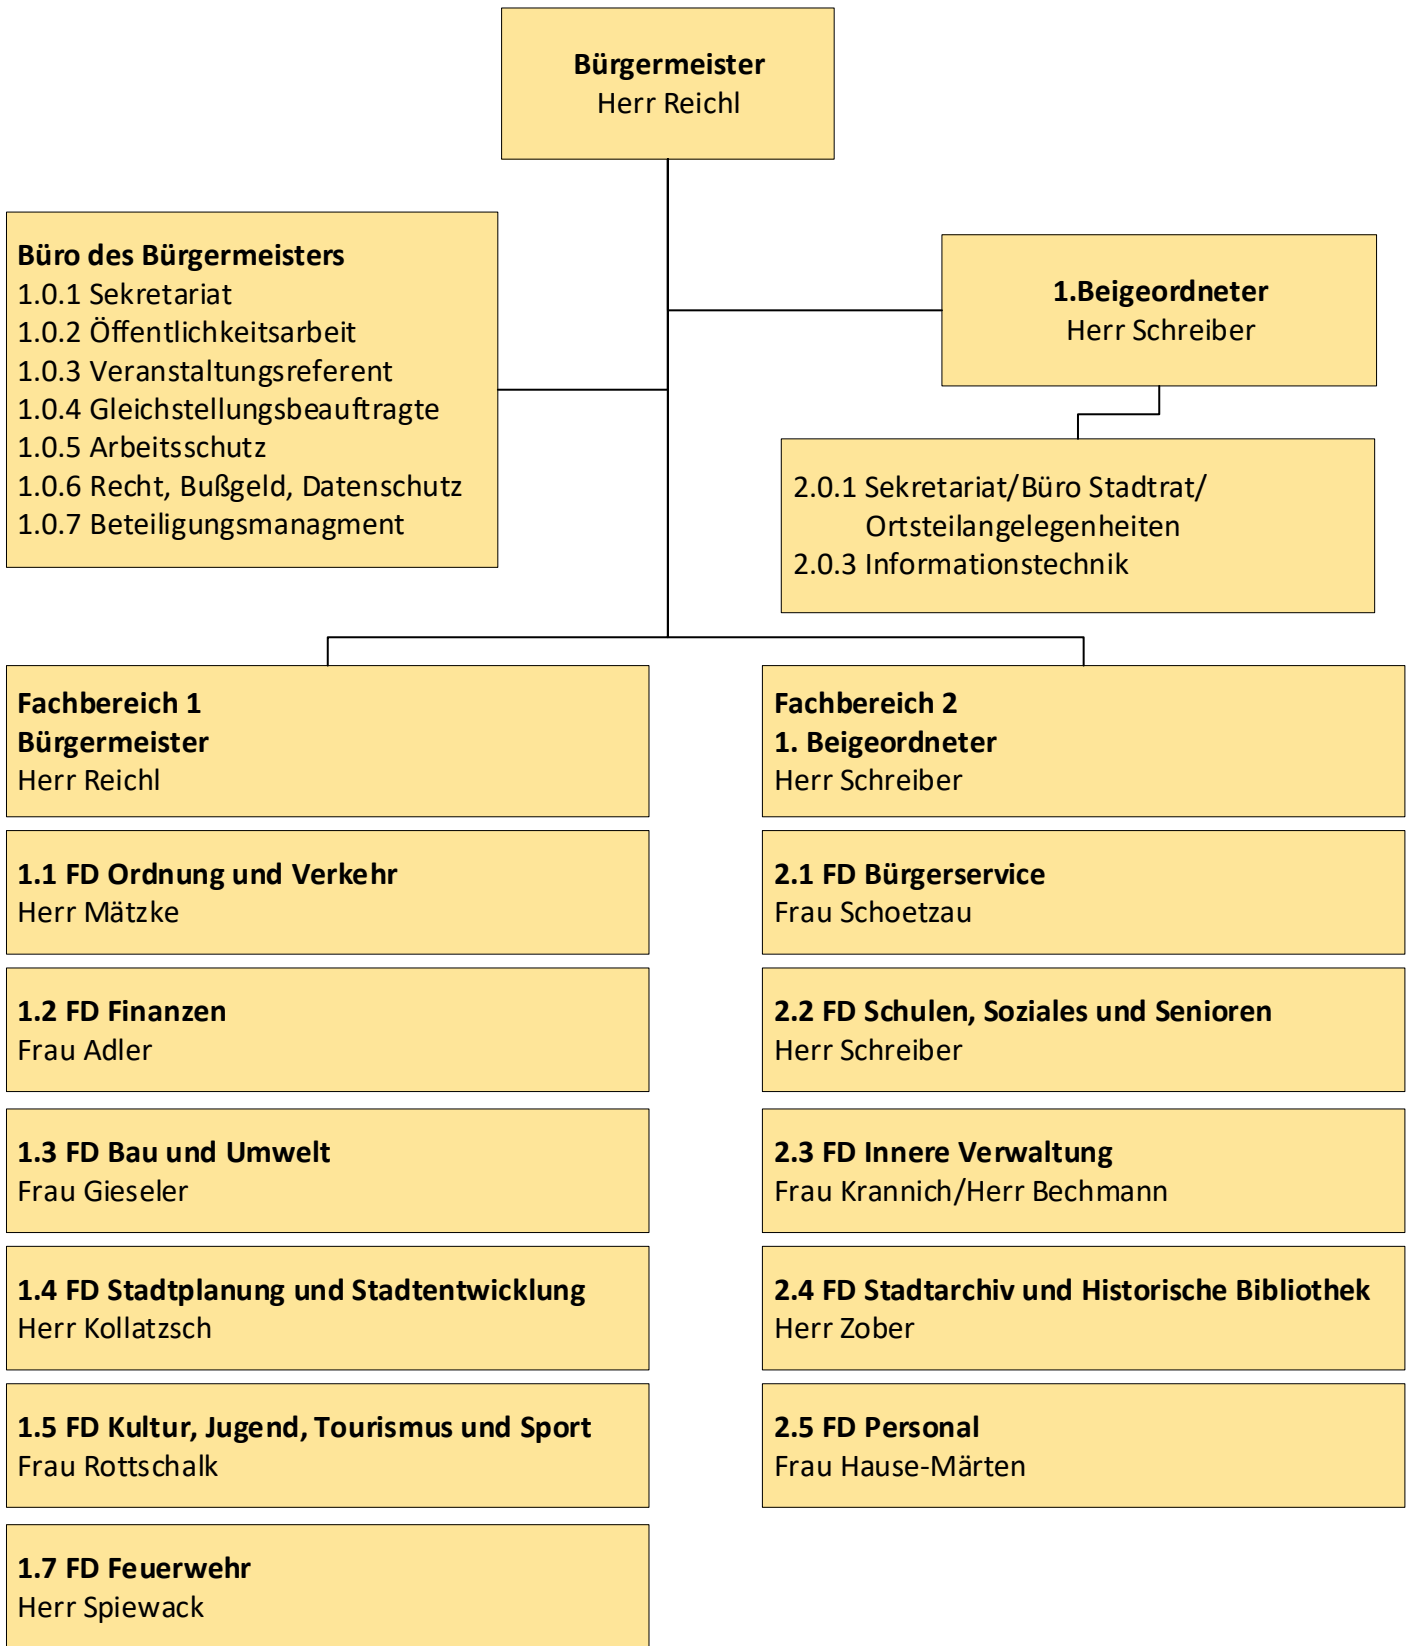 Bürgermeister
Herr Reichl
Büro des Bürgermeisters
1.0.1 Sekretariat
1.0.2 Öffentlichkeitsarbeit
1.0.3 Veranstaltungsreferent
1.0.4 Gleichstellungsbeauftragte
1.0.5 Arbeitsschutz
1.0.6 Recht, Bußgeld, Datenschutz
1.0.7 Beteiligungsmanagment
1.Beigeordneter
Herr Schreiber
2.0.1 Sekretariat/Büro Stadtrat/
Ortsteilangelegenheiten
2.0.3 Informationstechnik
Fachbereich 1
Bürgermeister
Herr Reichl
1.1 FD Ordnung und Verkehr
Herr Mätzke
1.2 FD Finanzen
Frau Adler
1.3 FD Bau und Umwelt
Frau Gieseler
1.4 FD Stadtplanung und Stadtentwicklung
Herr Kollatzsch
1.5 FD Kultur, Jugend, Tourismus und Sport
Frau Rottschalk
1.7 FD Feuerwehr
Herr Spiewack
Fachbereich 2
1. Beigeordneter
Herr Schreiber
2.1 FD Bürgerservice
Frau Schoetzau
2.2 FD Schulen, Soziales und Senioren
Herr Schreiber
2.3 FD Innere Verwaltung
Frau Krannich/Herr Bechmann
2.4 FD Stadtarchiv und Historische Bibliothek
Herr Zober
2.5 FD Personal
Frau Hause-Märten